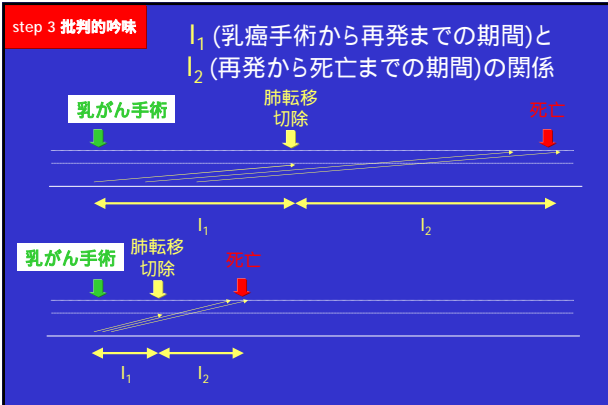 step 3 批判的吟味
I₁ (乳癌手術から再発までの期間)と
I₂ (再発から死亡までの期間)の関係
乳がん手術
肺転移
切除
死亡
I₁
I₂
乳がん手術
肺転移
切除
死亡
I₁
I₂